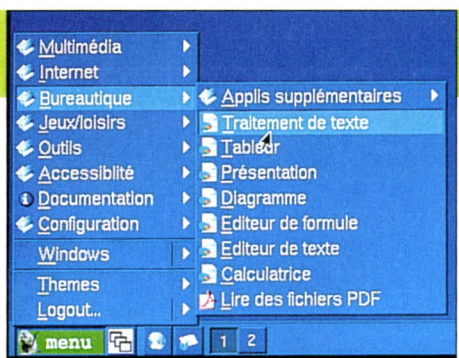 Multimédia
Internet
Bureautique
Jeux/loisirs
Outils
Accessiblité
Documentation
Configuration
Windows
Themes
Logout...
Applis supplémentaires
Traitement de texte
Tableur
Présentation
Diagramme
Editeur de formule
Editeur de texte
Calculatrice
Lire des fichiers PDF
menu 1 2